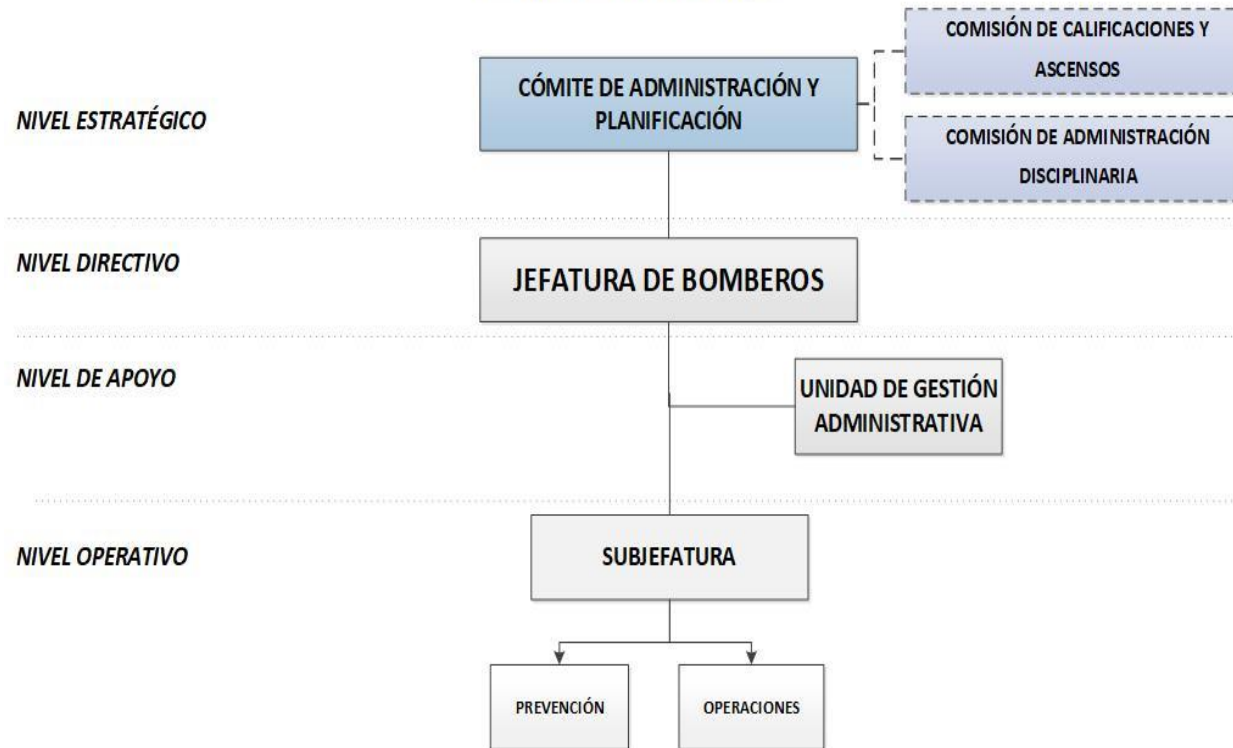 COMISIÓN DE CALIFICACIONES Y
ASCENSOS
CÓMITE DE ADMINISTRACIÓN Y
PLANIFICACIÓN
NIVEL ESTRATÉGICO
COMISIÓN DE ADMINISTRACIÓN
DISCIPLINARIA
NIVEL DIRECTIVO
JEFATURA DE BOMBEROS
NIVEL DE APOYO
UNIDAD DE GESTIÓN
ADMINISTRATIVA
NIVEL OPERATIVO
SUBJEFATURA
PREVENCIÓN
OPERACIONES